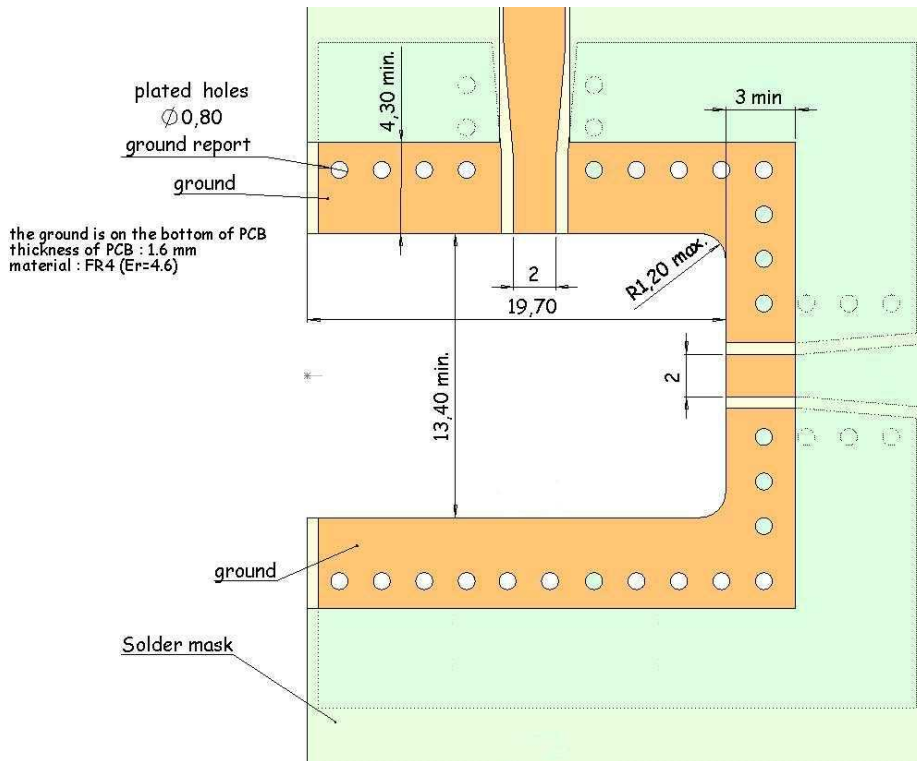 plated holes
Ø0,80
ground report
ground
the ground is on the bottom of PCB
thickness of PCB : 1.6 mm
material : FR4 (Er=4.6)
4,30 min.
3 min
R1,20 max.
2
19,70
13,40 min.
2
ground
Solder mask